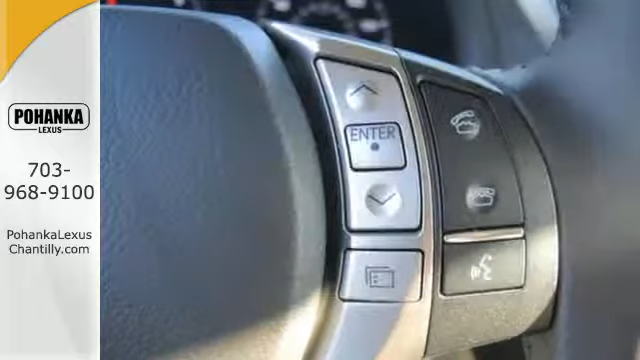 POHANKA
LEXUS
703-
968-9100
PohankaLexus
Chantilly.com
ENTER